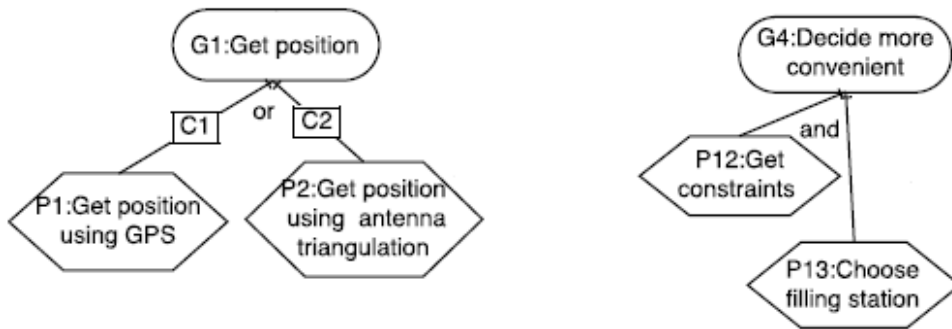 G1:Get position
or
C1
C2
P1:Get position
using GPS
P2:Get position
using antenna
triangulation
G4:Decide more
convenient
and
P12:Get
constraints
P13:Choose
filling station